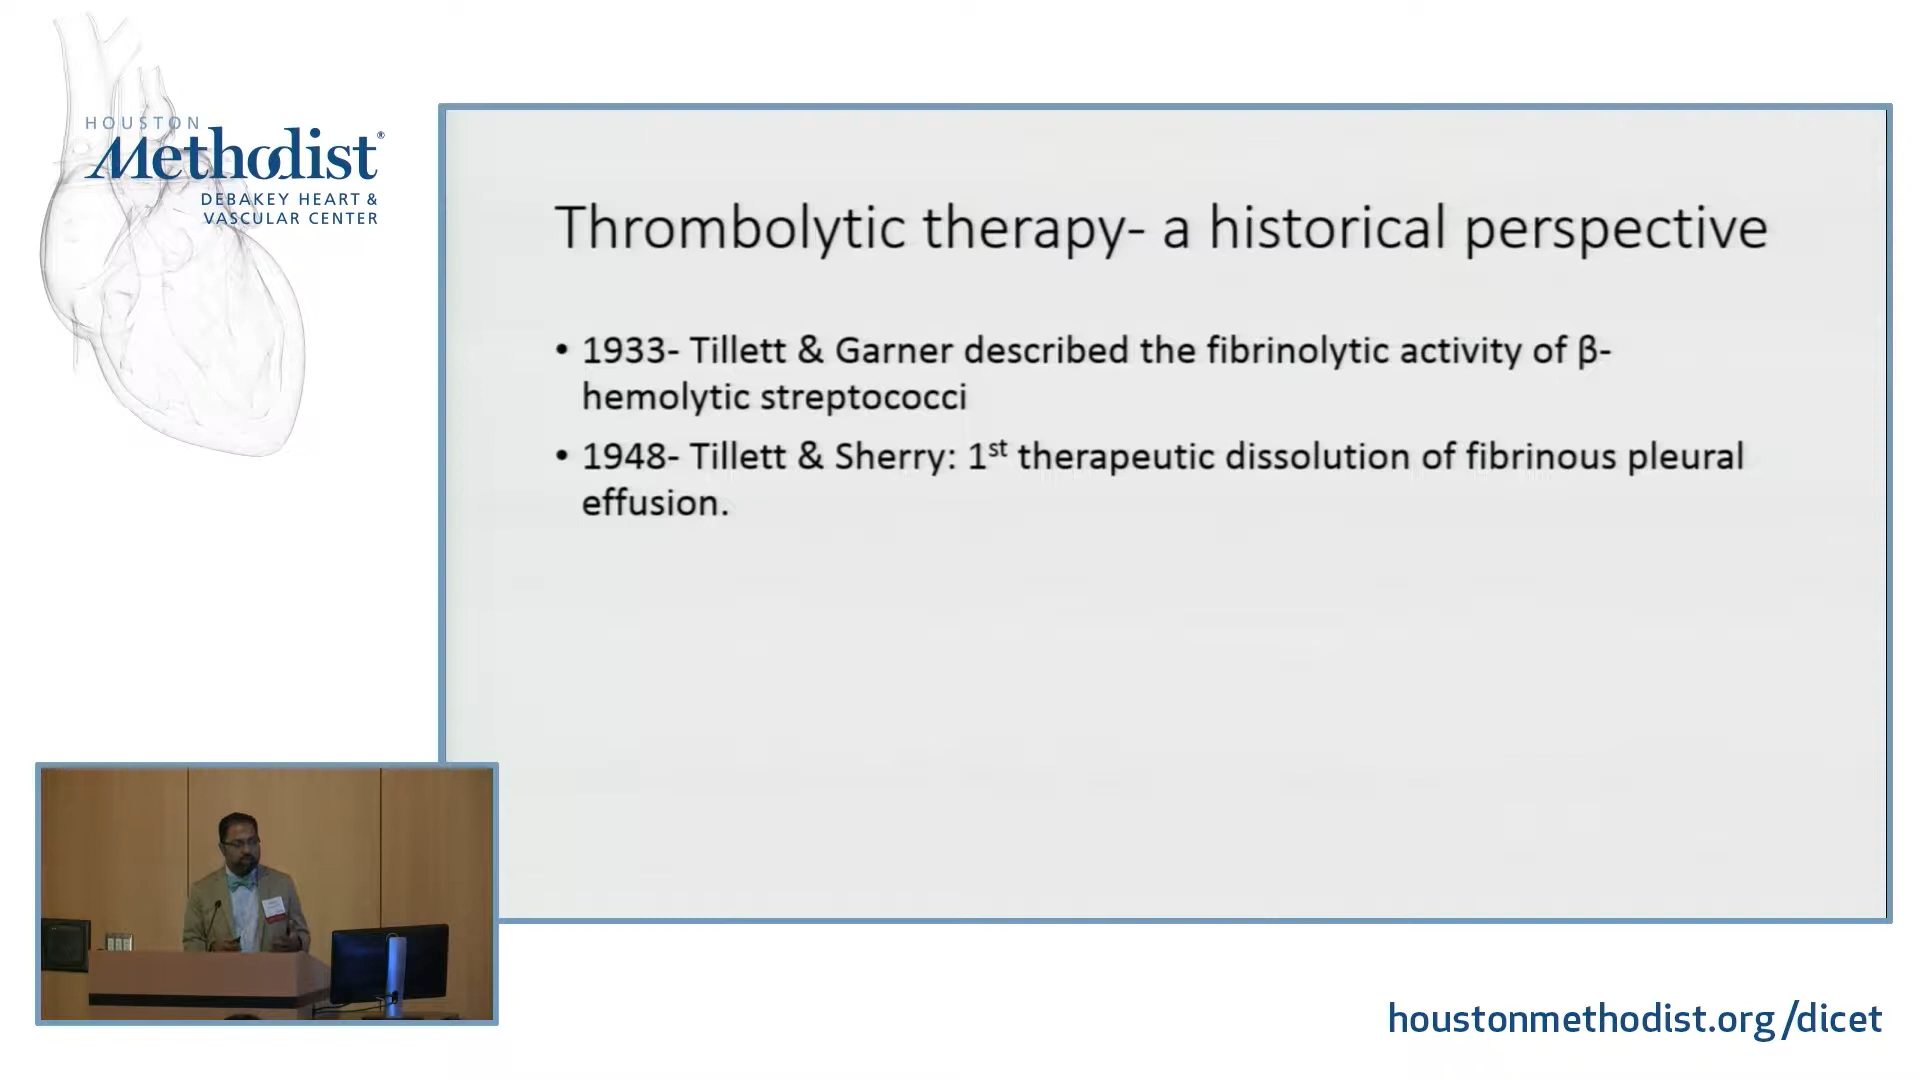 HOUSTON
Methodist®
DEBAKEY HEART &
VASCULAR CENTER
Thrombolytic therapy- a historical perspective
• 1933- Tillett & Garner described the fibrinolytic activity of β-
hemolytic streptococci
• 1948- Tillett & Sherry: 1st therapeutic dissolution of fibrinous pleural
effusion.
houstonmethodist.org/dicet